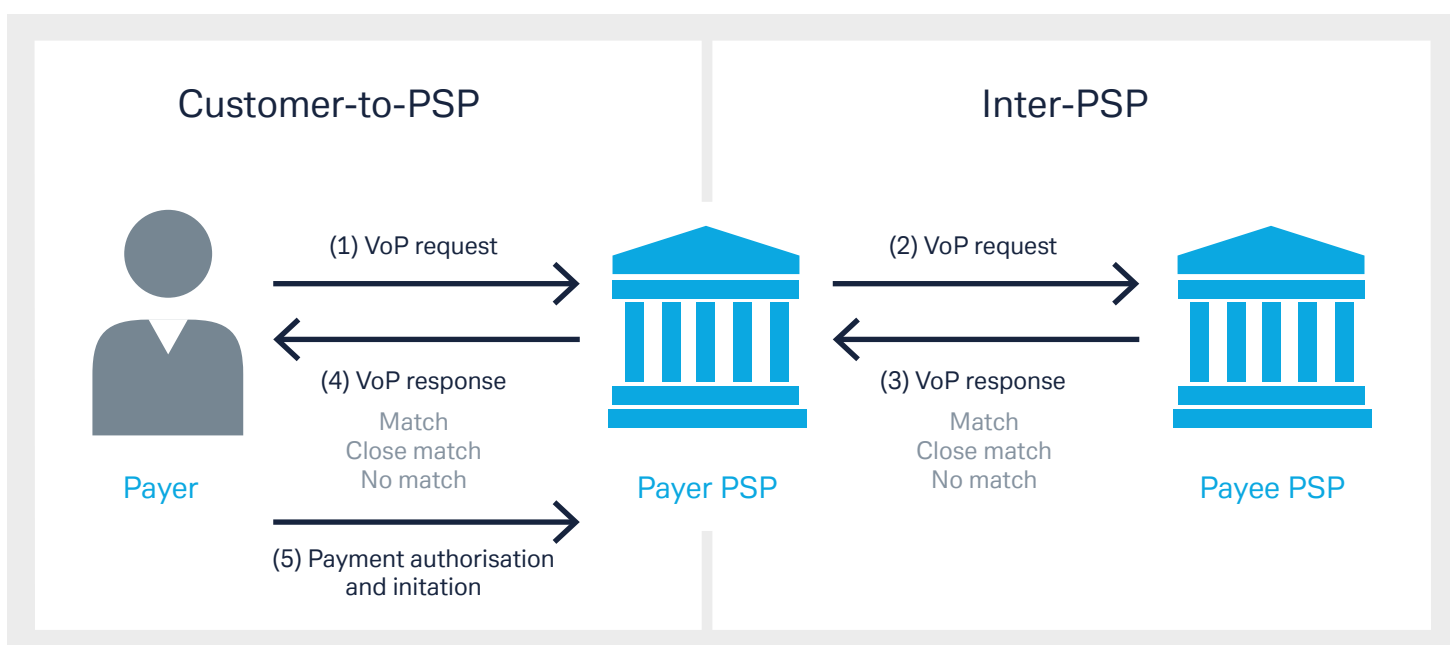 Customer-to-PSP
Inter-PSP
(1) VoP request
(2) VoP request
(4) VoP response
Match
Close match
No match
(3) VoP response
Match
Close match
No match
Payer
Payer PSP
Payee PSP
(5) Payment authorisation
and initation